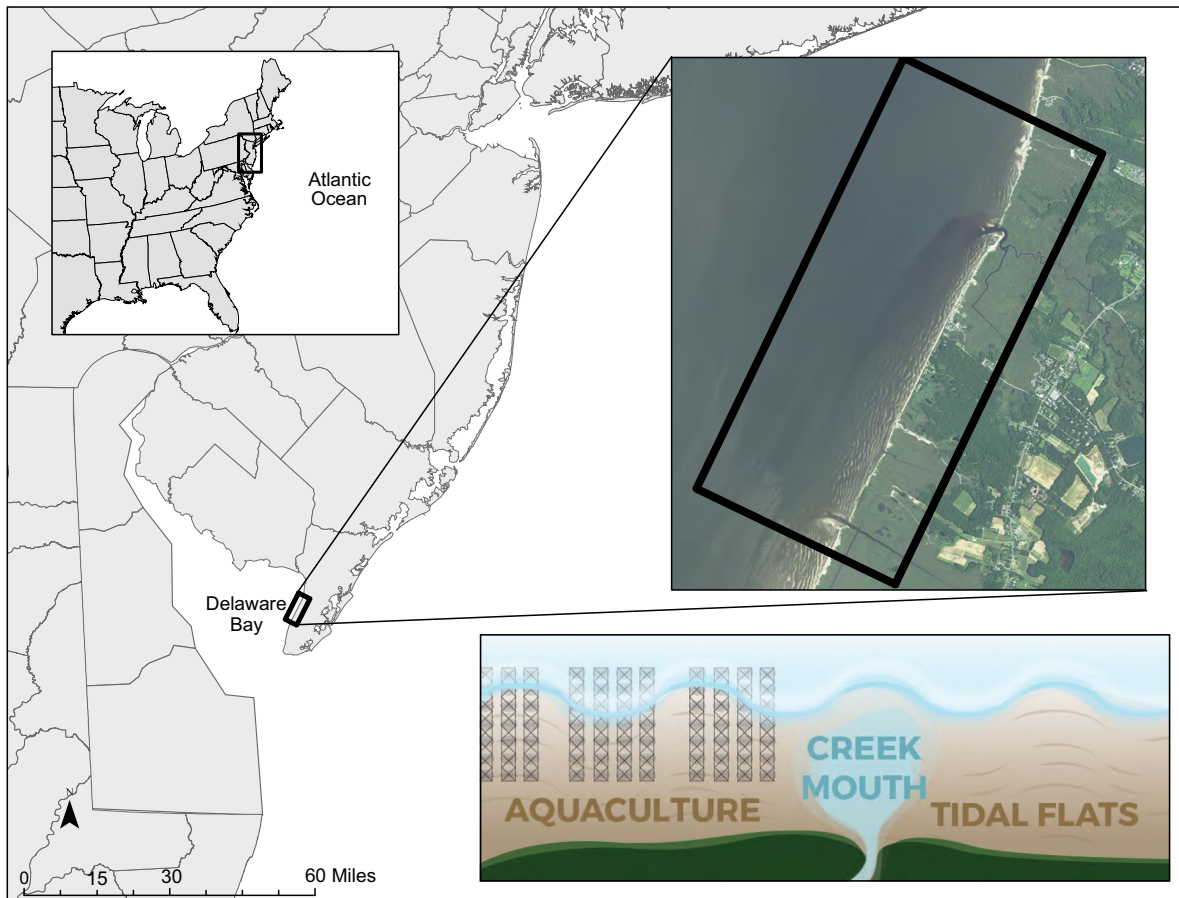 Atlantic
Ocean
Delaware
Bay
CREEK
MOUTH
AQUACULTURE
TIDAL FLATS
N
0 15 30 60 Miles